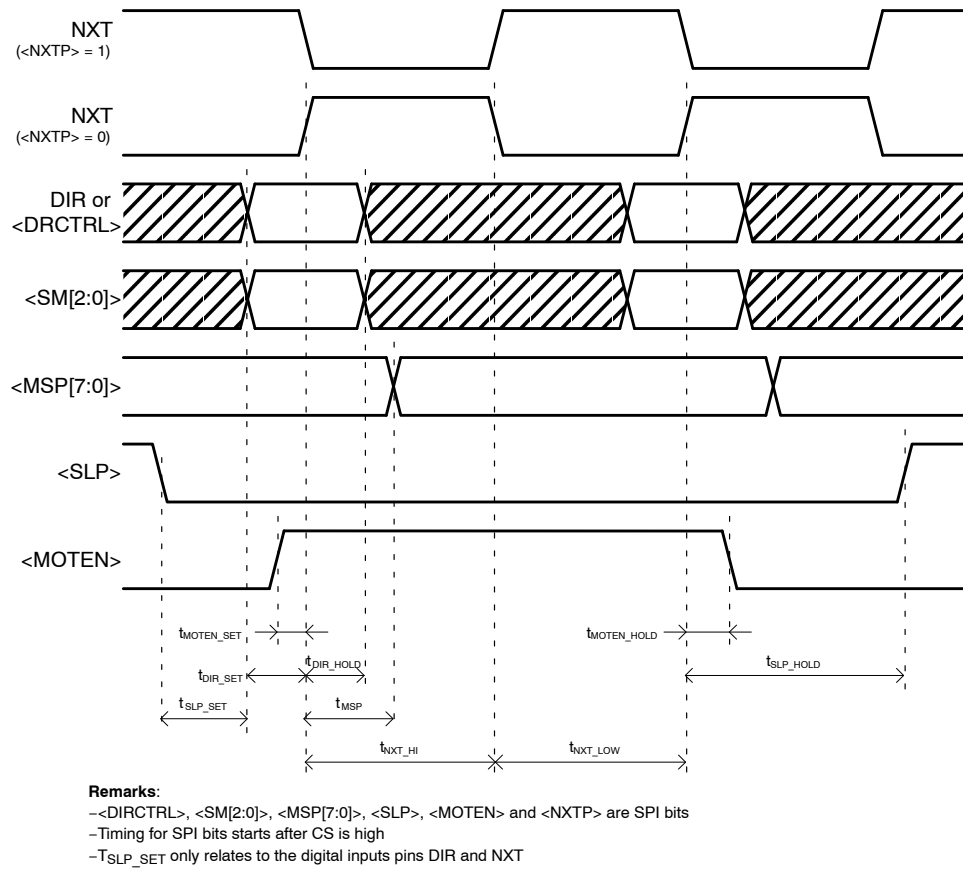 NXT
(<NXTP> = 1)
NXT
(<NXTP> = 0)
DIR or
<DRCTRL>
<SM[2:0]>
<MSP[7:0]>
<SLP>
<MOTEN>
tMOTEN_SET
tMOTEN_HOLD
tDIR_SET
tDIR_HOLD
tSLP_HOLD
tSLP_SET
tMSP
tNXT_HI
tNXT_LOW
Remarks:
–<DIRCTRL>, <SM[2:0]>, <MSP[7:0]>, <SLP>, <MOTEN> and <NXTP> are SPI bits
–Timing for SPI bits starts after CS is high
–TSLP_SET only relates to the digital inputs pins DIR and NXT